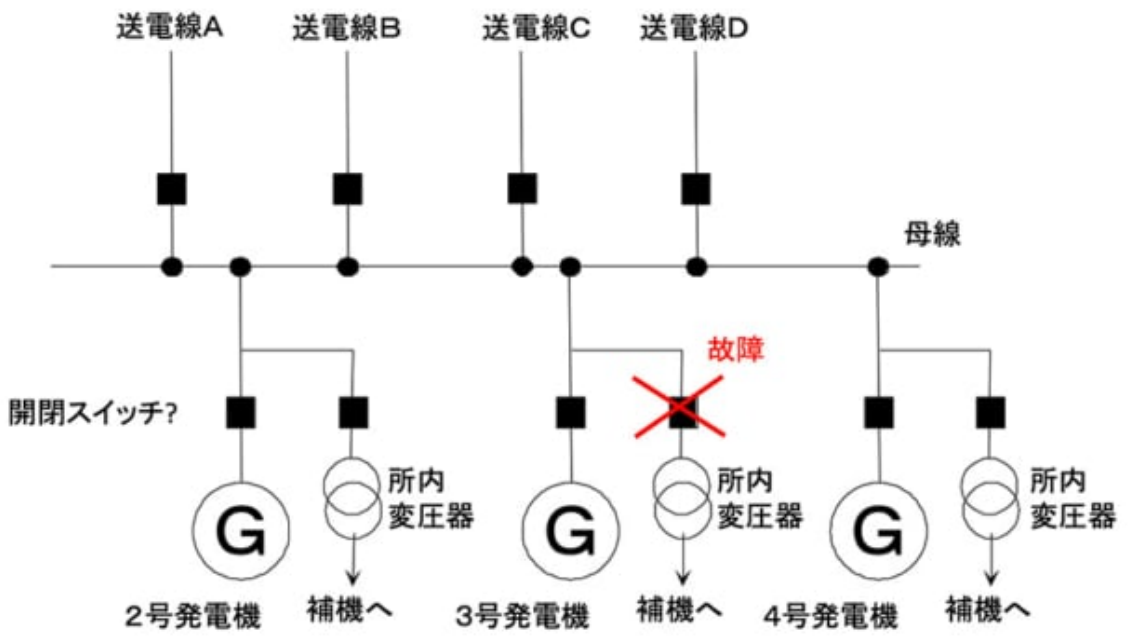 送電線A
送電線B
送電線C
送電線D
母線
故障
開閉スイッチ?
所内
変圧器
所内
変圧器
所内
変圧器
G
G
G
2号発電機
補機へ
3号発電機
補機へ
4号発電機
補機へ